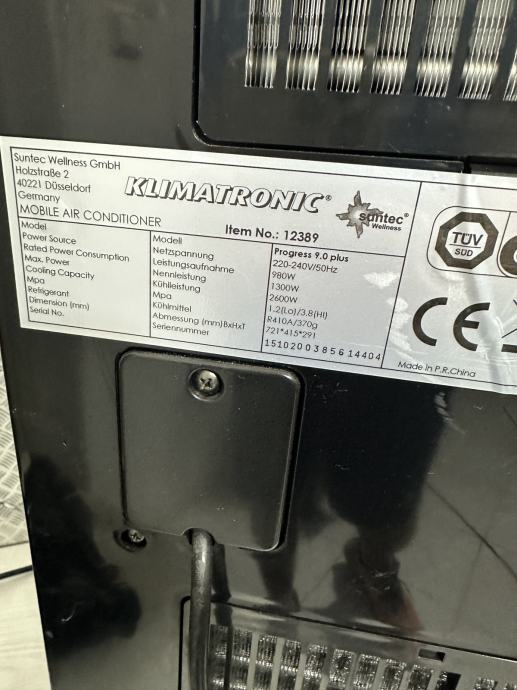 Suntec Wellness GmbH
Holzstraße 2
40221 Düsseldorf
Germany
KLIMATRONIC®
suntec®
Wellness
MOBILE AIR CONDITIONER
Item No.: 12389
Model Modell Progress 9.0 plus
Power Source Netzspannung 220-240V/50Hz
Rated Power Consumption Leistungsaufnahme 980W
Max. Power Nennleistung 1300W
Cooling Capacity Kühlleistung 2600W
Mpa Mpa 1.2(Lo)/3.8(HI)
Refrigerant Kühlmittel R410A/370g
Dimension (mm) Abmessung (mm)BxHxT 721*415*291
Serial No. Seriennummer 151020038561 4404
TÜV
SÜD
CE
Made in P.R.China